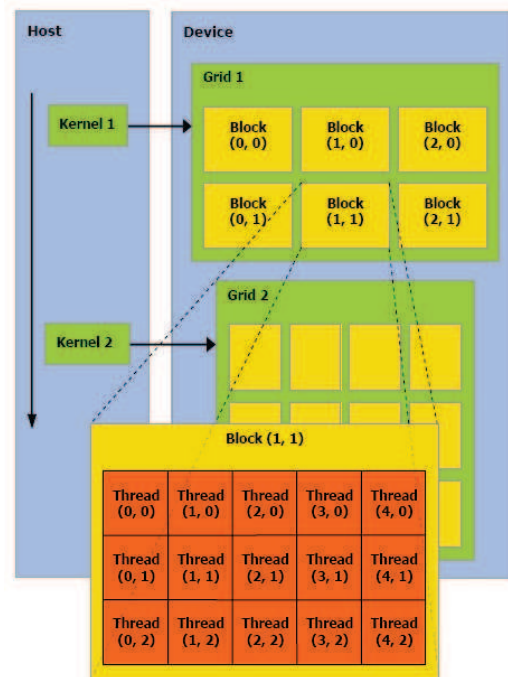 Host
Device
Grid 1
Kernel 1
Block Block Block
(0, 0) (1, 0) (2, 0)
Block Block Block
(0, 1) (1, 1) (2, 1)
Grid 2
Kernel 2
Block (1, 1)
Thread Thread Thread Thread Thread
(0, 0) (1, 0) (2, 0) (3, 0) (4, 0)
Thread Thread Thread Thread Thread
(0, 1) (1, 1) (2, 1) (3, 1) (4, 1)
Thread Thread Thread Thread Thread
(0, 2) (1, 2) (2, 2) (3, 2) (4, 2)